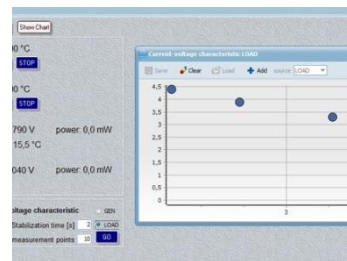 Show Chart
0 °C
STOP
0 °C
STOP
790 V power: 0,0 mW
15,5 °C
040 V power: 0,0 mW
oltage characteristic GEN
Stabilization time [s] 2 LOAD
measurement points 10 GO
Current-voltage characteristic LOAD
Save Clear Load Add source LOAD
4,5
4
3,5
3
2,5
2
1,5
1
0,5
0